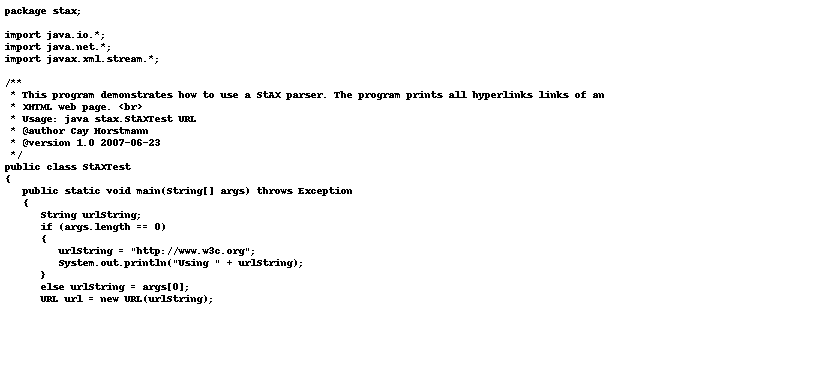 package stax;

import java.io.*;
import java.net.*;
import javax.xml.stream.*;

/**
 * This program demonstrates how to use a StAX parser. The program prints all hyperlinks links of an
 * XHTML web page. <br>
 * Usage: java stax.StAXTest URL
 * @author Cay Horstmann
 * @version 1.0 2007-06-23
 */
public class StAXTest
{
   public static void main(String[] args) throws Exception
   {
      String urlString;
      if (args.length == 0)
      {
         urlString = "http://www.w3c.org";
         System.out.println("Using " + urlString);
      }
      else urlString = args[0];
      URL url = new URL(urlString);